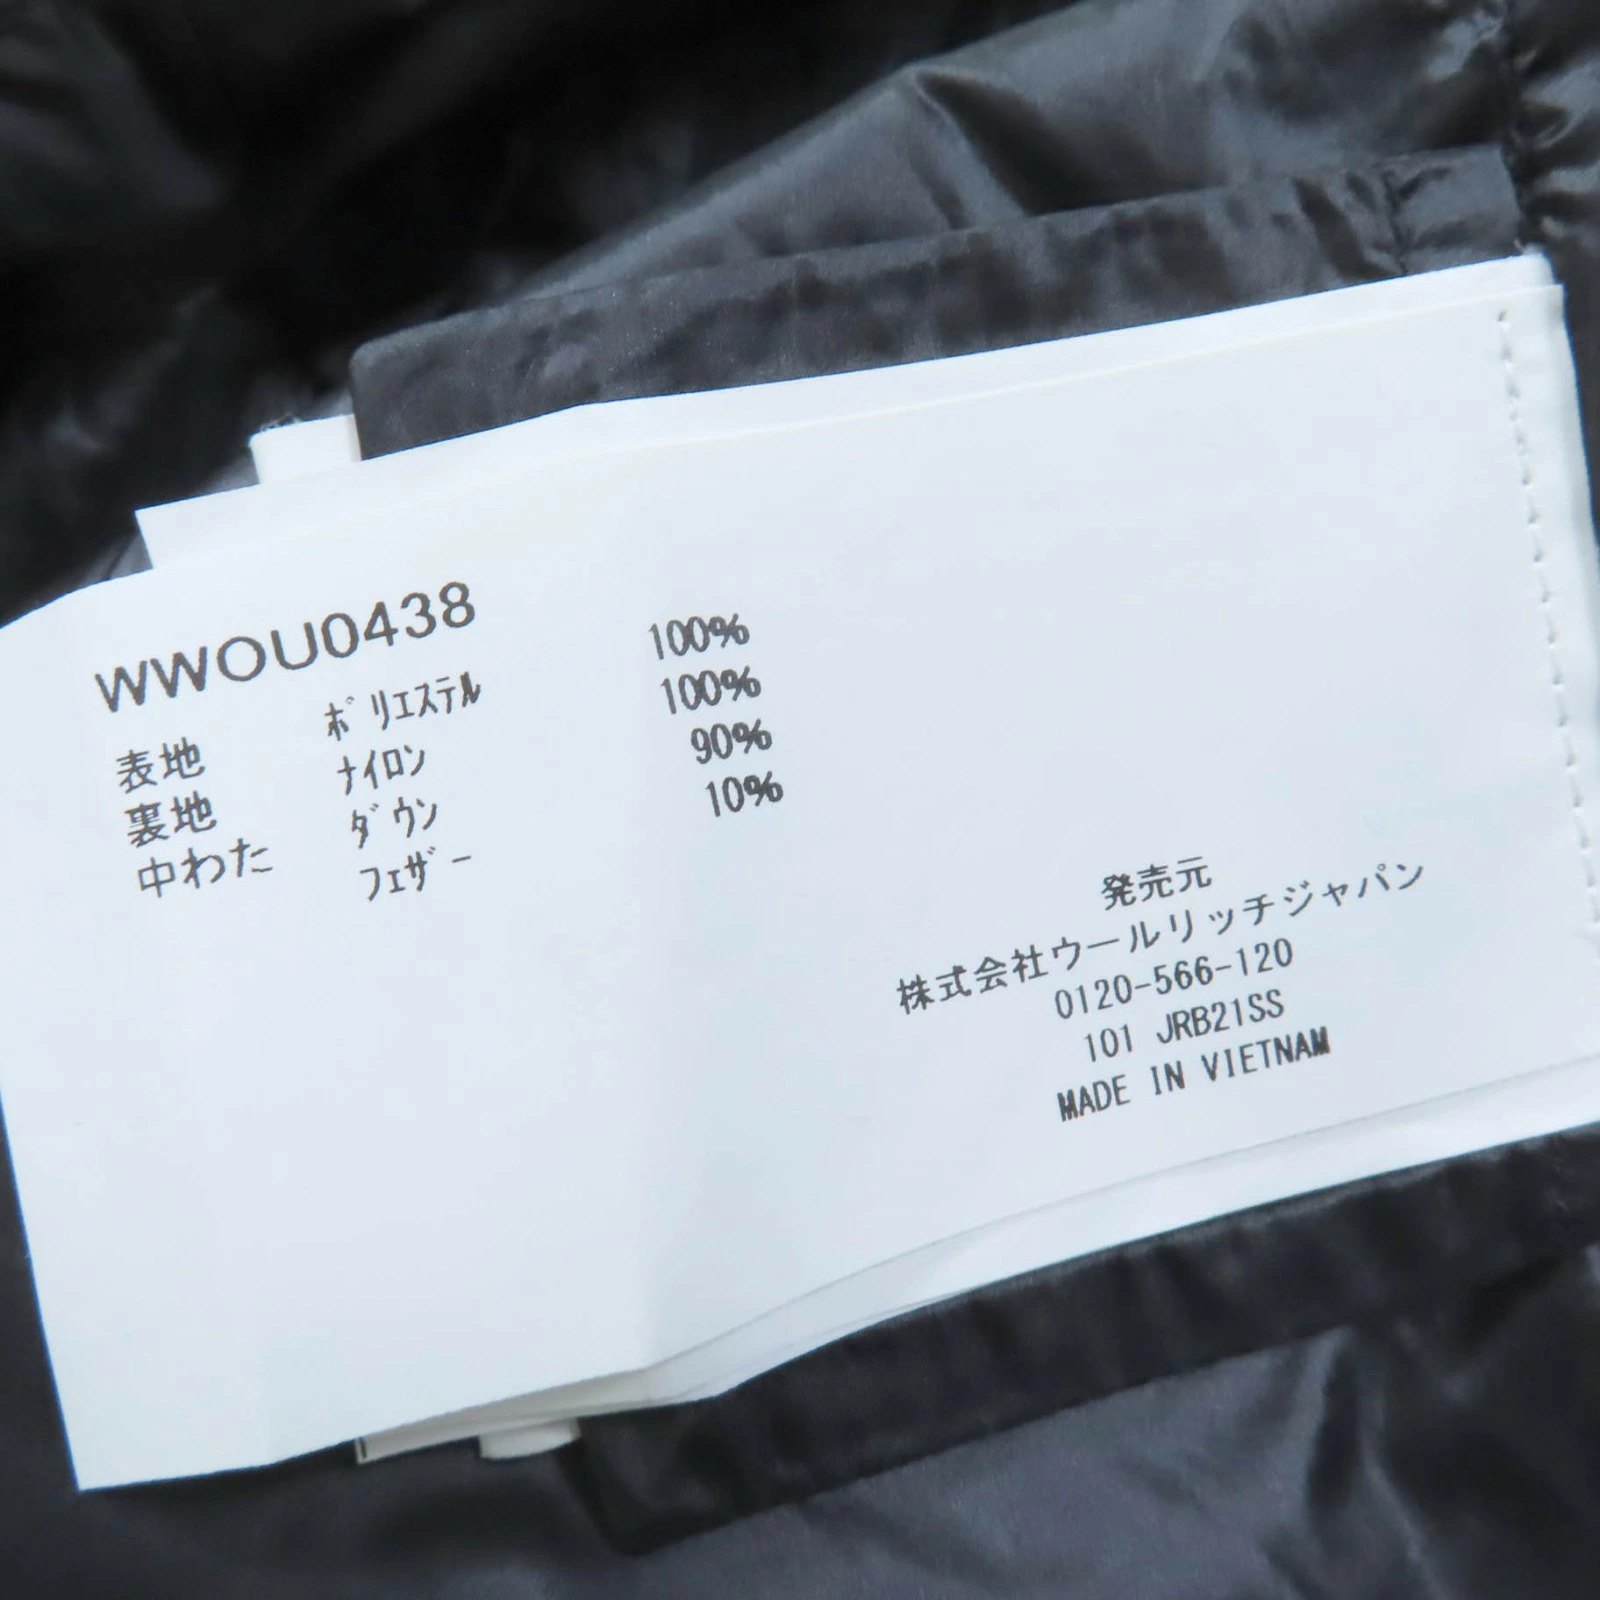 WWOU0438
表地 ポリエステル 100%
裏地 ナイロン 100%
中わた ダウン 90%
フェザー 10%
発売元
株式会社ウールリッチジャパン
0120-566-120
101 JRB21SS
MADE IN VIETNAM